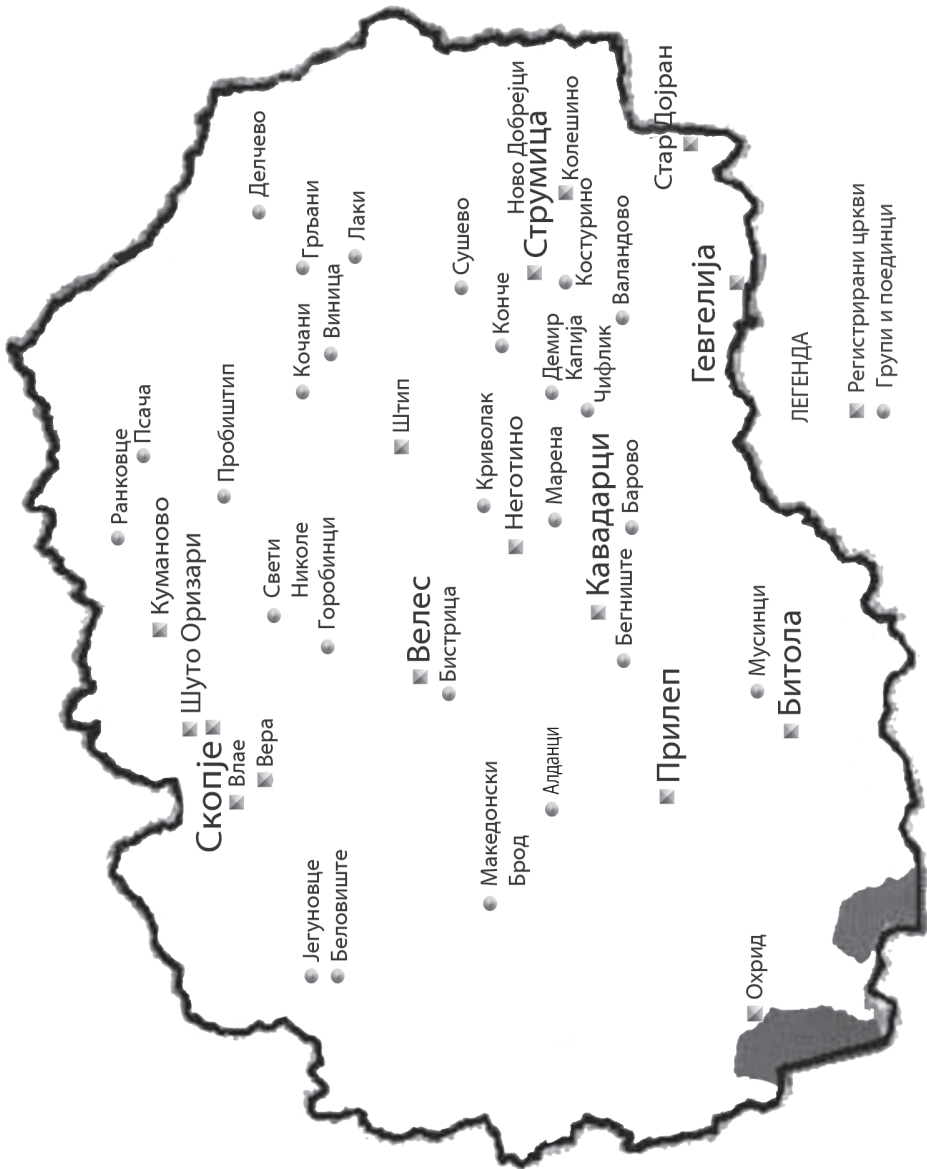 Делчево
Грљани
Лаки
Виница
Кочани
Ранковце
Псача
Пробиштип
Куманово
Шуто Оризари
Скопје
Влае
Вера
Свети
Николе
Горобинци
Штип
Сушево
Конче
Ново Добрејци
Струмица
Колешино
Костурино
Валандово
Демир
Капија
Чифлик
Стар Дојран
Гевгелија
Криволак
Неготино
Марена
Кавадарци
Барово
Бегниште
Велес
Бистрица
Јегуновце
Беловиште
Македонски
Брод
Алданци
Прилеп
Мусинци
Битола
Охрид
ЛЕГЕНДА
Регистрирани цркви
Групи и поединци